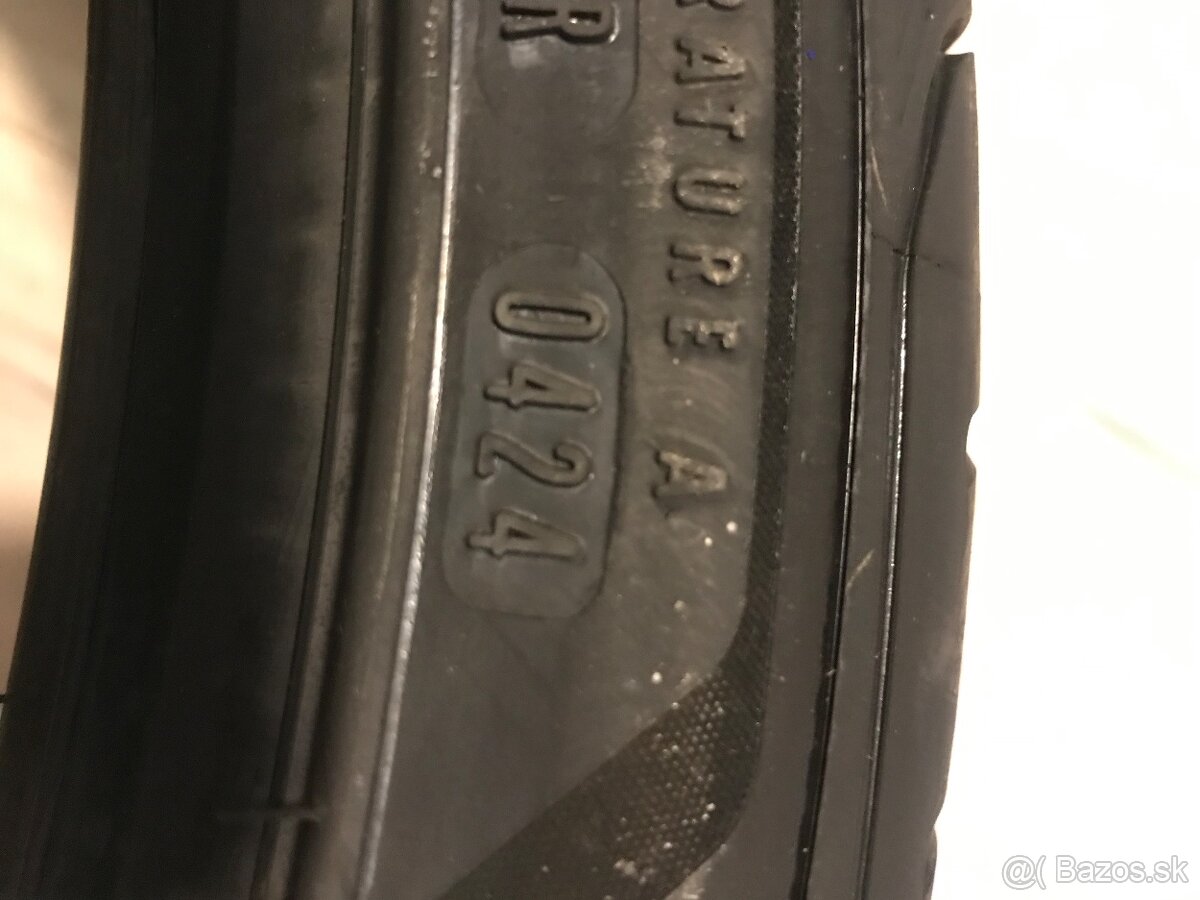 R
RATURE A
0424
@( Bazos.sk